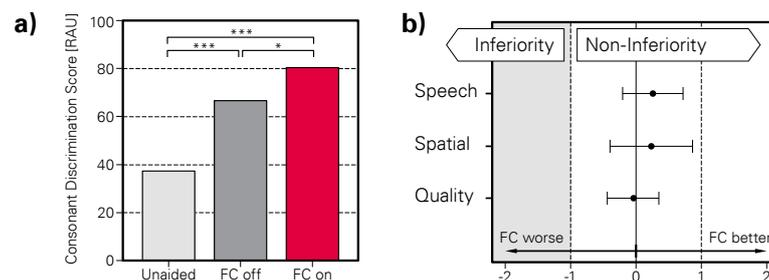 a)
Consonant Discrimination Score [RAU]
100
80
60
40
20
0
***
***
*
Unaided
FC off
FC on
b)
Inferiority
Non-Inferiority
Speech
Spatial
Quality
FC worse
FC better
-2
-1
0
1
2